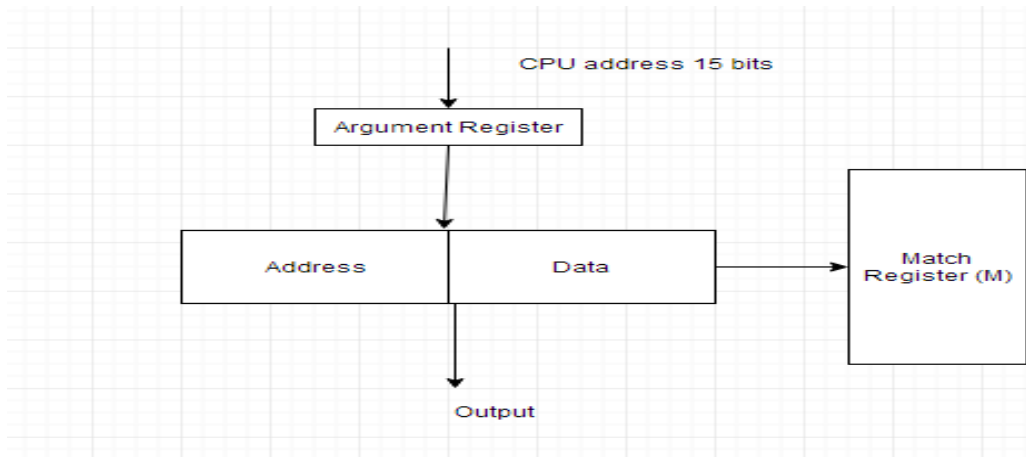 CPU address 15 bits
Argument Register
Address
Data
Match
Register (M)
Output